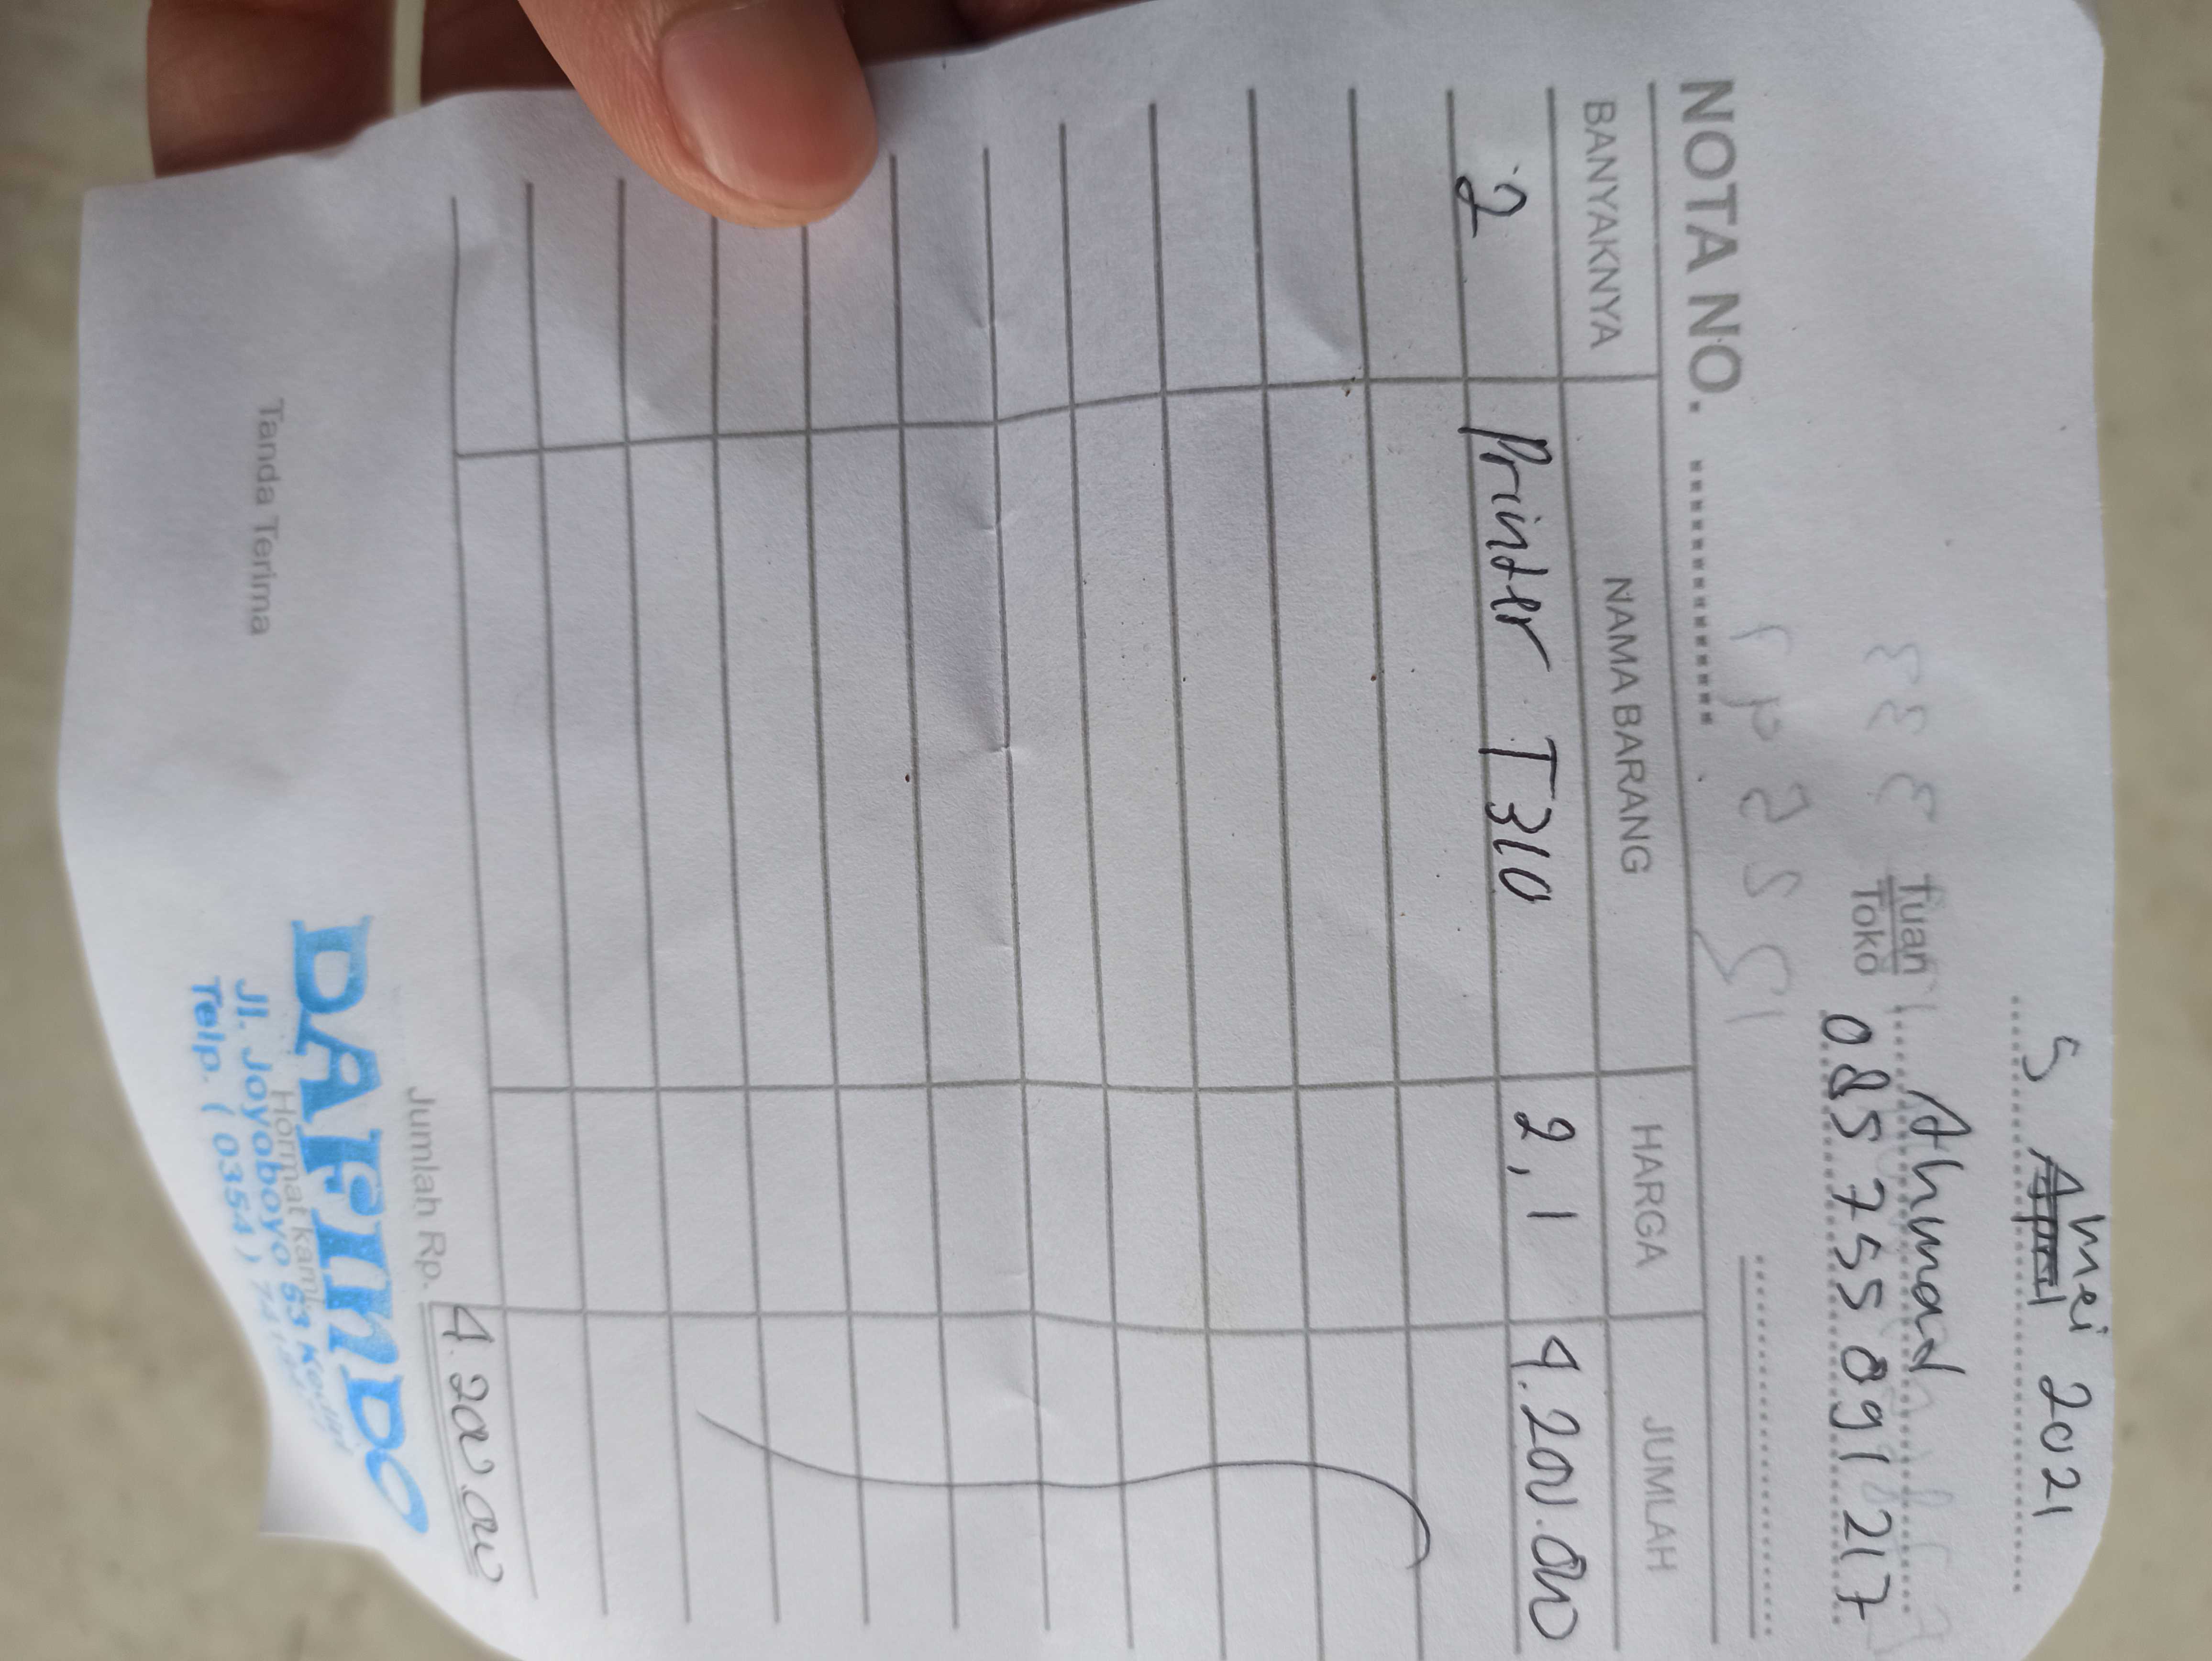 5 Mei 2021
Tuan Ahmad
Toko 085 755 891 217
NOTA NO. ....................
BANYAKNYA NAMA BARANG HARGA JUMLAH
2 Printer T310 2,1 4.200.000
Jumlah Rp. 4.200.000
Tanda Terima Hormat kami,
DAFINDO
Jl. Joyoboyo 53 Kediri
Telp. ( 0354 )